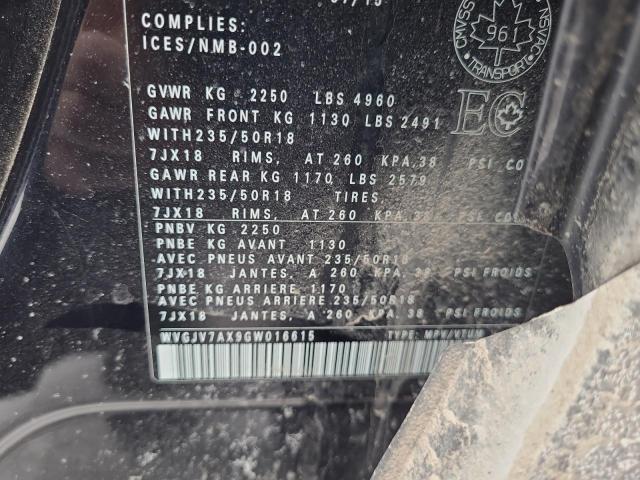 COMPLIES:
ICES/NMB-002
CMVSS NSVAC
961
TRANSPORT
EC
GVWR KG 2250 LBS 4960
GAWR FRONT KG 1130 LBS 2491
WITH235/50R18
7JX18 RIMS, AT 260 KPA,38 PSI CO
GAWR REAR KG 1170 LBS 2579
WITH235/50R18 TIRES,
7JX18 RIMS, AT 260 KPA,38 PSI CO
PNBV KG 2250
PNBE KG AVANT 1130
AVEC PNEUS AVANT 235/50R18
7JX18 JANTES, A 260 KPA,38 PSI FROIDS
PNBE KG ARRIERE 1170
AVEC PNEUS ARRIERE 235/50R18
7JX18 JANTES, A 260 KPA,38 PSI FROIDS
WVGJV7AX9GW016615 TYPE: MPV/VTUM